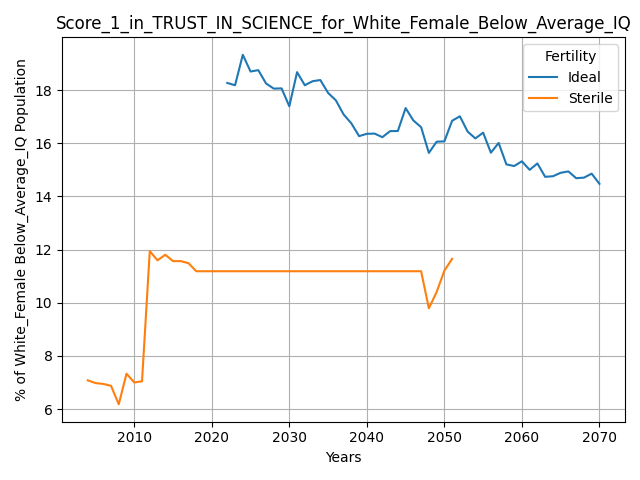 Score_1_in_TRUST_IN_SCIENCE_for_White_Female_Below_Average_IQ
% of White_Female Below_Average_IQ Population
18
16
14
12
10
8
6
Fertility
Ideal
Sterile
2010 2020 2030 2040 2050 2060 2070
Years